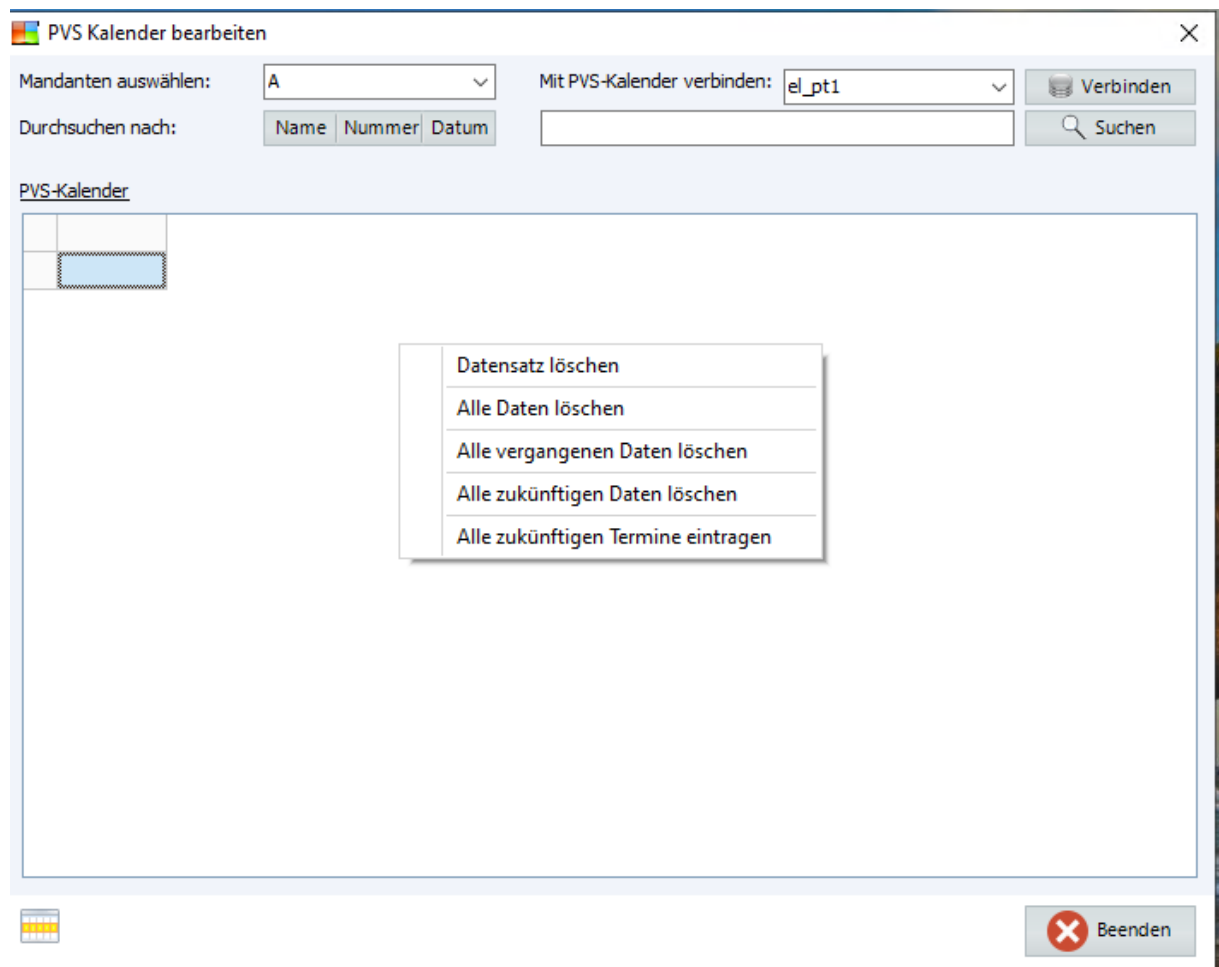 PVS Kalender bearbeiten
Mandanten auswählen: A Mit PVS-Kalender verbinden: el_pt1 Verbinden
Durchsuchen nach: Name Nummer Datum Suchen
PVS-Kalender
Datensatz löschen
Alle Daten löschen
Alle vergangenen Daten löschen
Alle zukünftigen Daten löschen
Alle zukünftigen Termine eintragen
Beenden